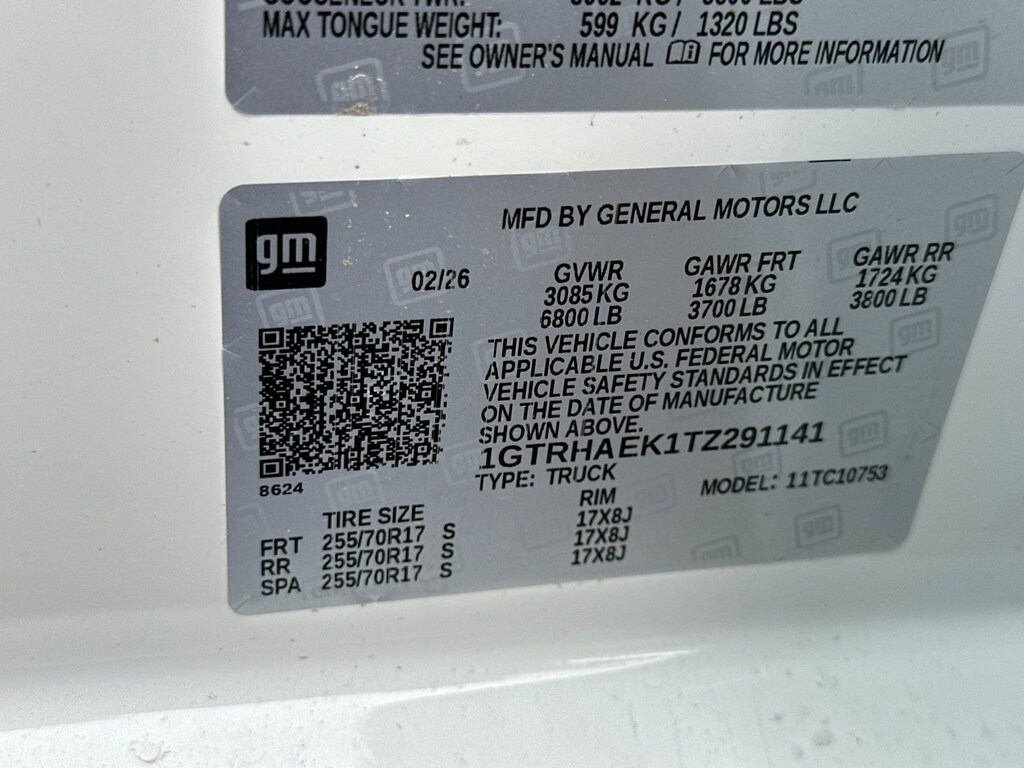 MAX TONGUE WEIGHT: 599 KG / 1320 LBS
SEE OWNER'S MANUAL FOR MORE INFORMATION
gm
MFD BY GENERAL MOTORS LLC
02/26 GVWR GAWR FRT GAWR RR
3085 KG 1678 KG 1724 KG
6800 LB 3700 LB 3800 LB
THIS VEHICLE CONFORMS TO ALL
APPLICABLE U.S. FEDERAL MOTOR
VEHICLE SAFETY STANDARDS IN EFFECT
ON THE DATE OF MANUFACTURE
SHOWN ABOVE.
1GTRHAEK1TZ291141
8624
TYPE: TRUCK MODEL: 11TC10753
TIRE SIZE RIM
FRT 255/70R17 S 17X8J
RR 255/70R17 S 17X8J
SPA 255/70R17 S 17X8J